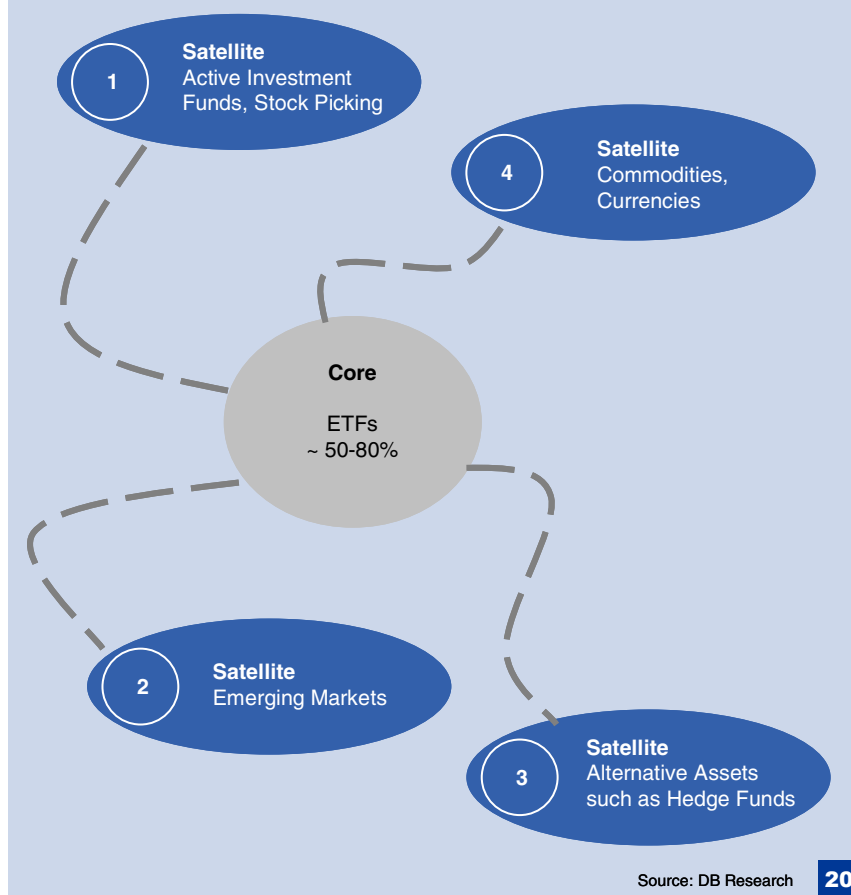 1
Satellite
Active Investment
Funds, Stock Picking
4
Satellite
Commodities,
Currencies
Core
ETFs
~ 50-80%
2
Satellite
Emerging Markets
3
Satellite
Alternative Assets
such as Hedge Funds
Source: DB Research
20